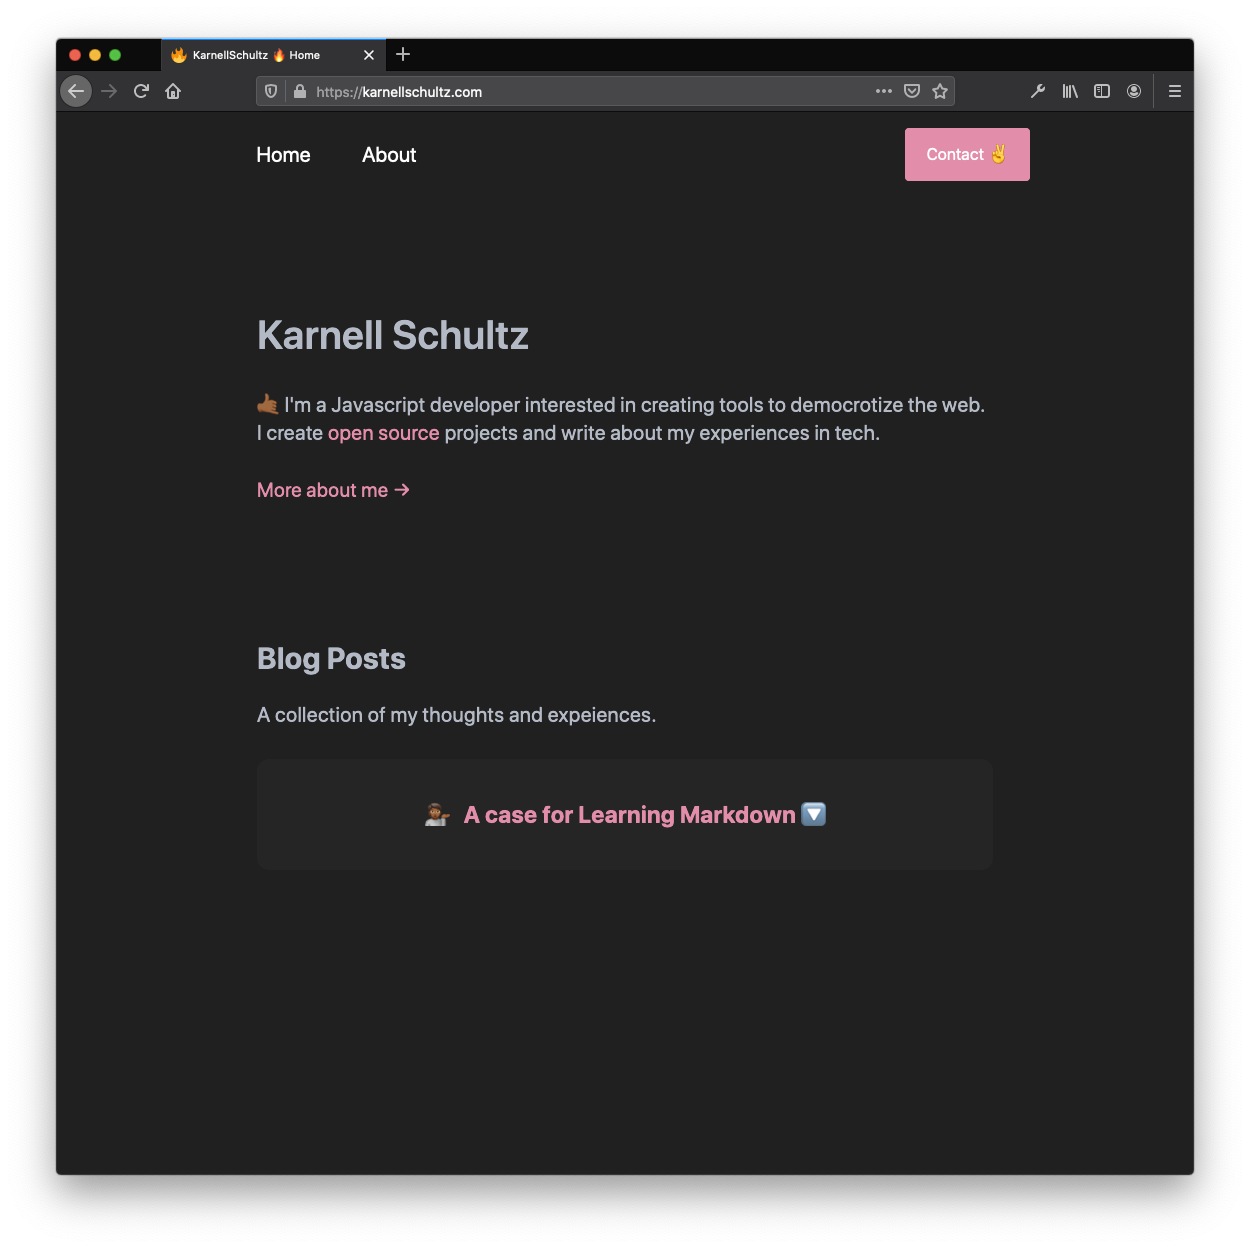 KarnellSchultz 🔥 Home
https://karnellschultz.com
Home About Contact ✌️
Karnell Schultz
🤙🏾 I'm a Javascript developer interested in creating tools to democrotize the web.
I create open source projects and write about my experiences in tech.
More about me →
Blog Posts
A collection of my thoughts and expeiences.
A case for Learning Markdown 🔽